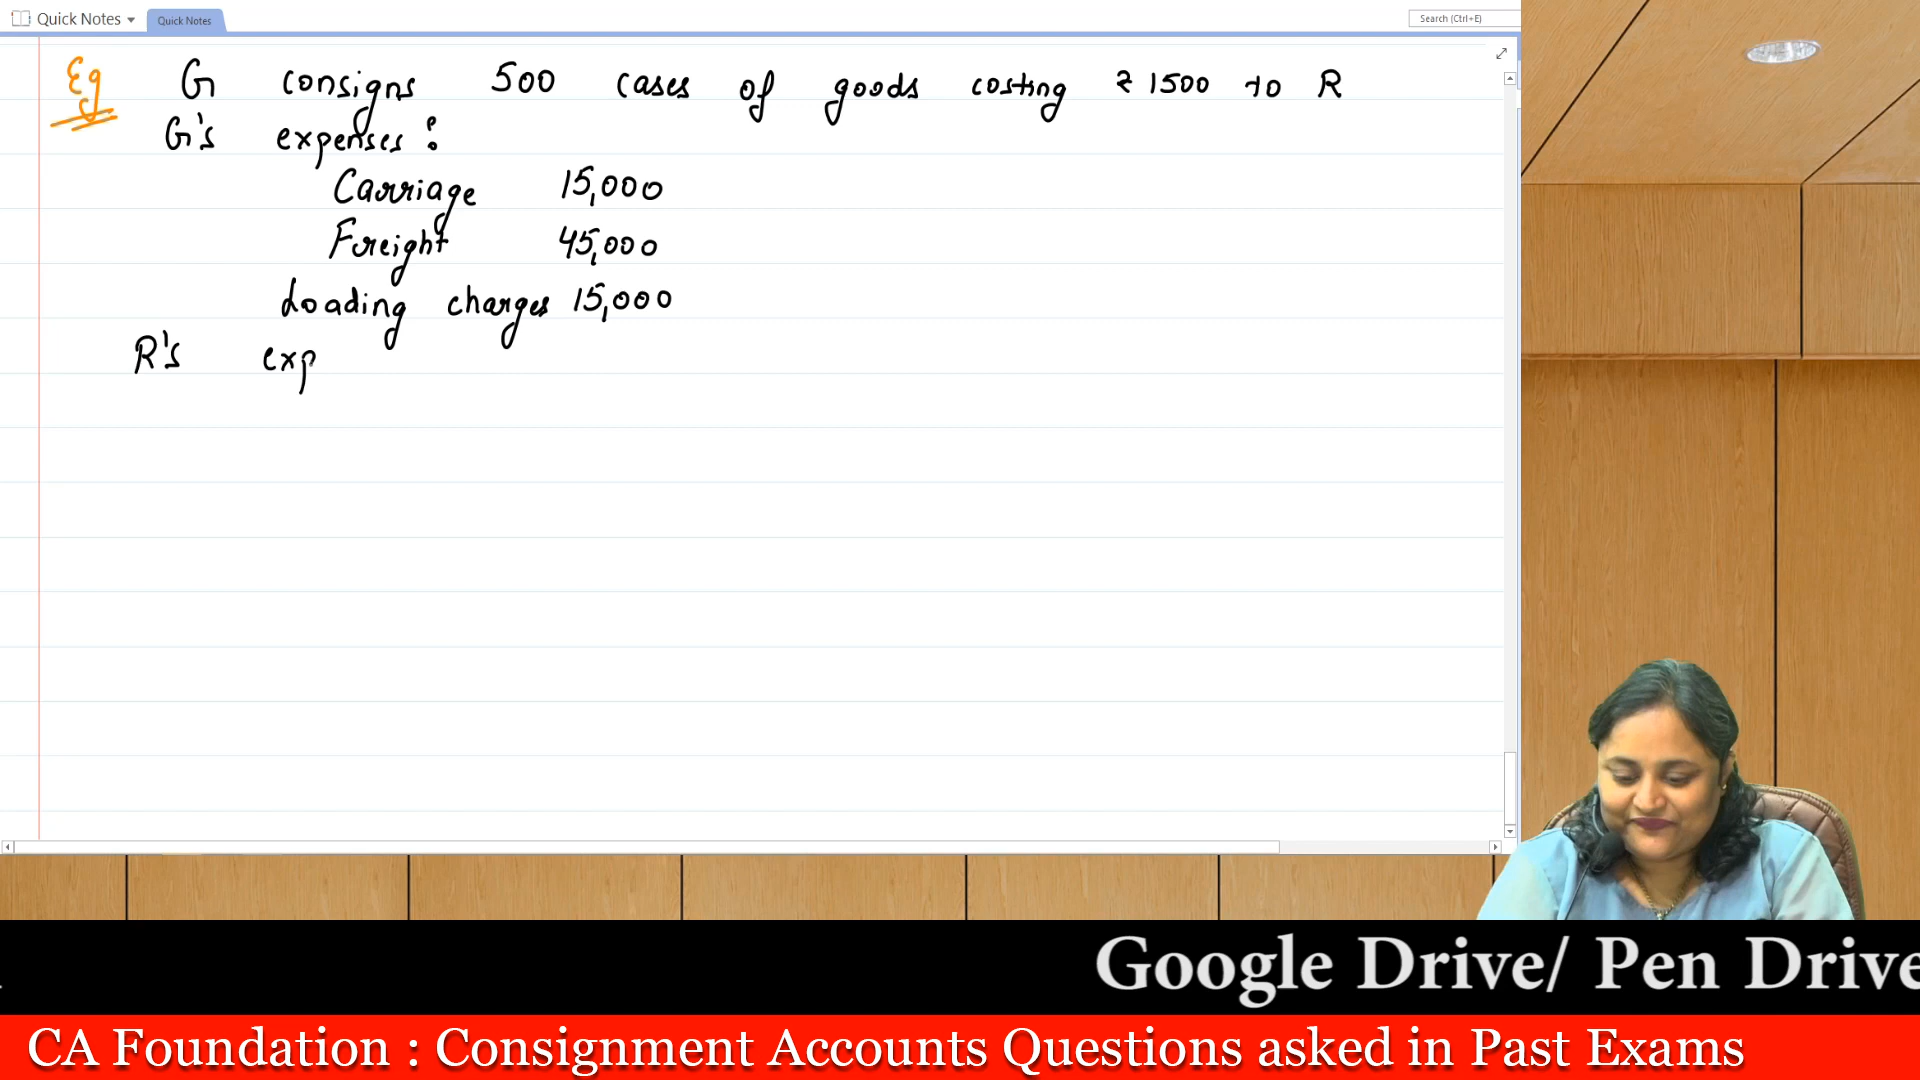 Quick Notes
Quick Notes
Search (Ctrl+E)
Eg G consigns 500 cases of goods costing ₹ 1500 to R
G's expenses :
Carriage 15,000
Freight 45,000
Loading charges 15,000
R's exp
Google Drive/ Pen Drive
CA Foundation : Consignment Accounts Questions asked in Past Exams